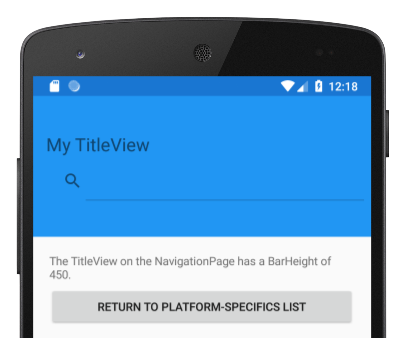 12:18
My TitleView
The TitleView on the NavigationPage has a BarHeight of
450.
RETURN TO PLATFORM-SPECIFICS LIST